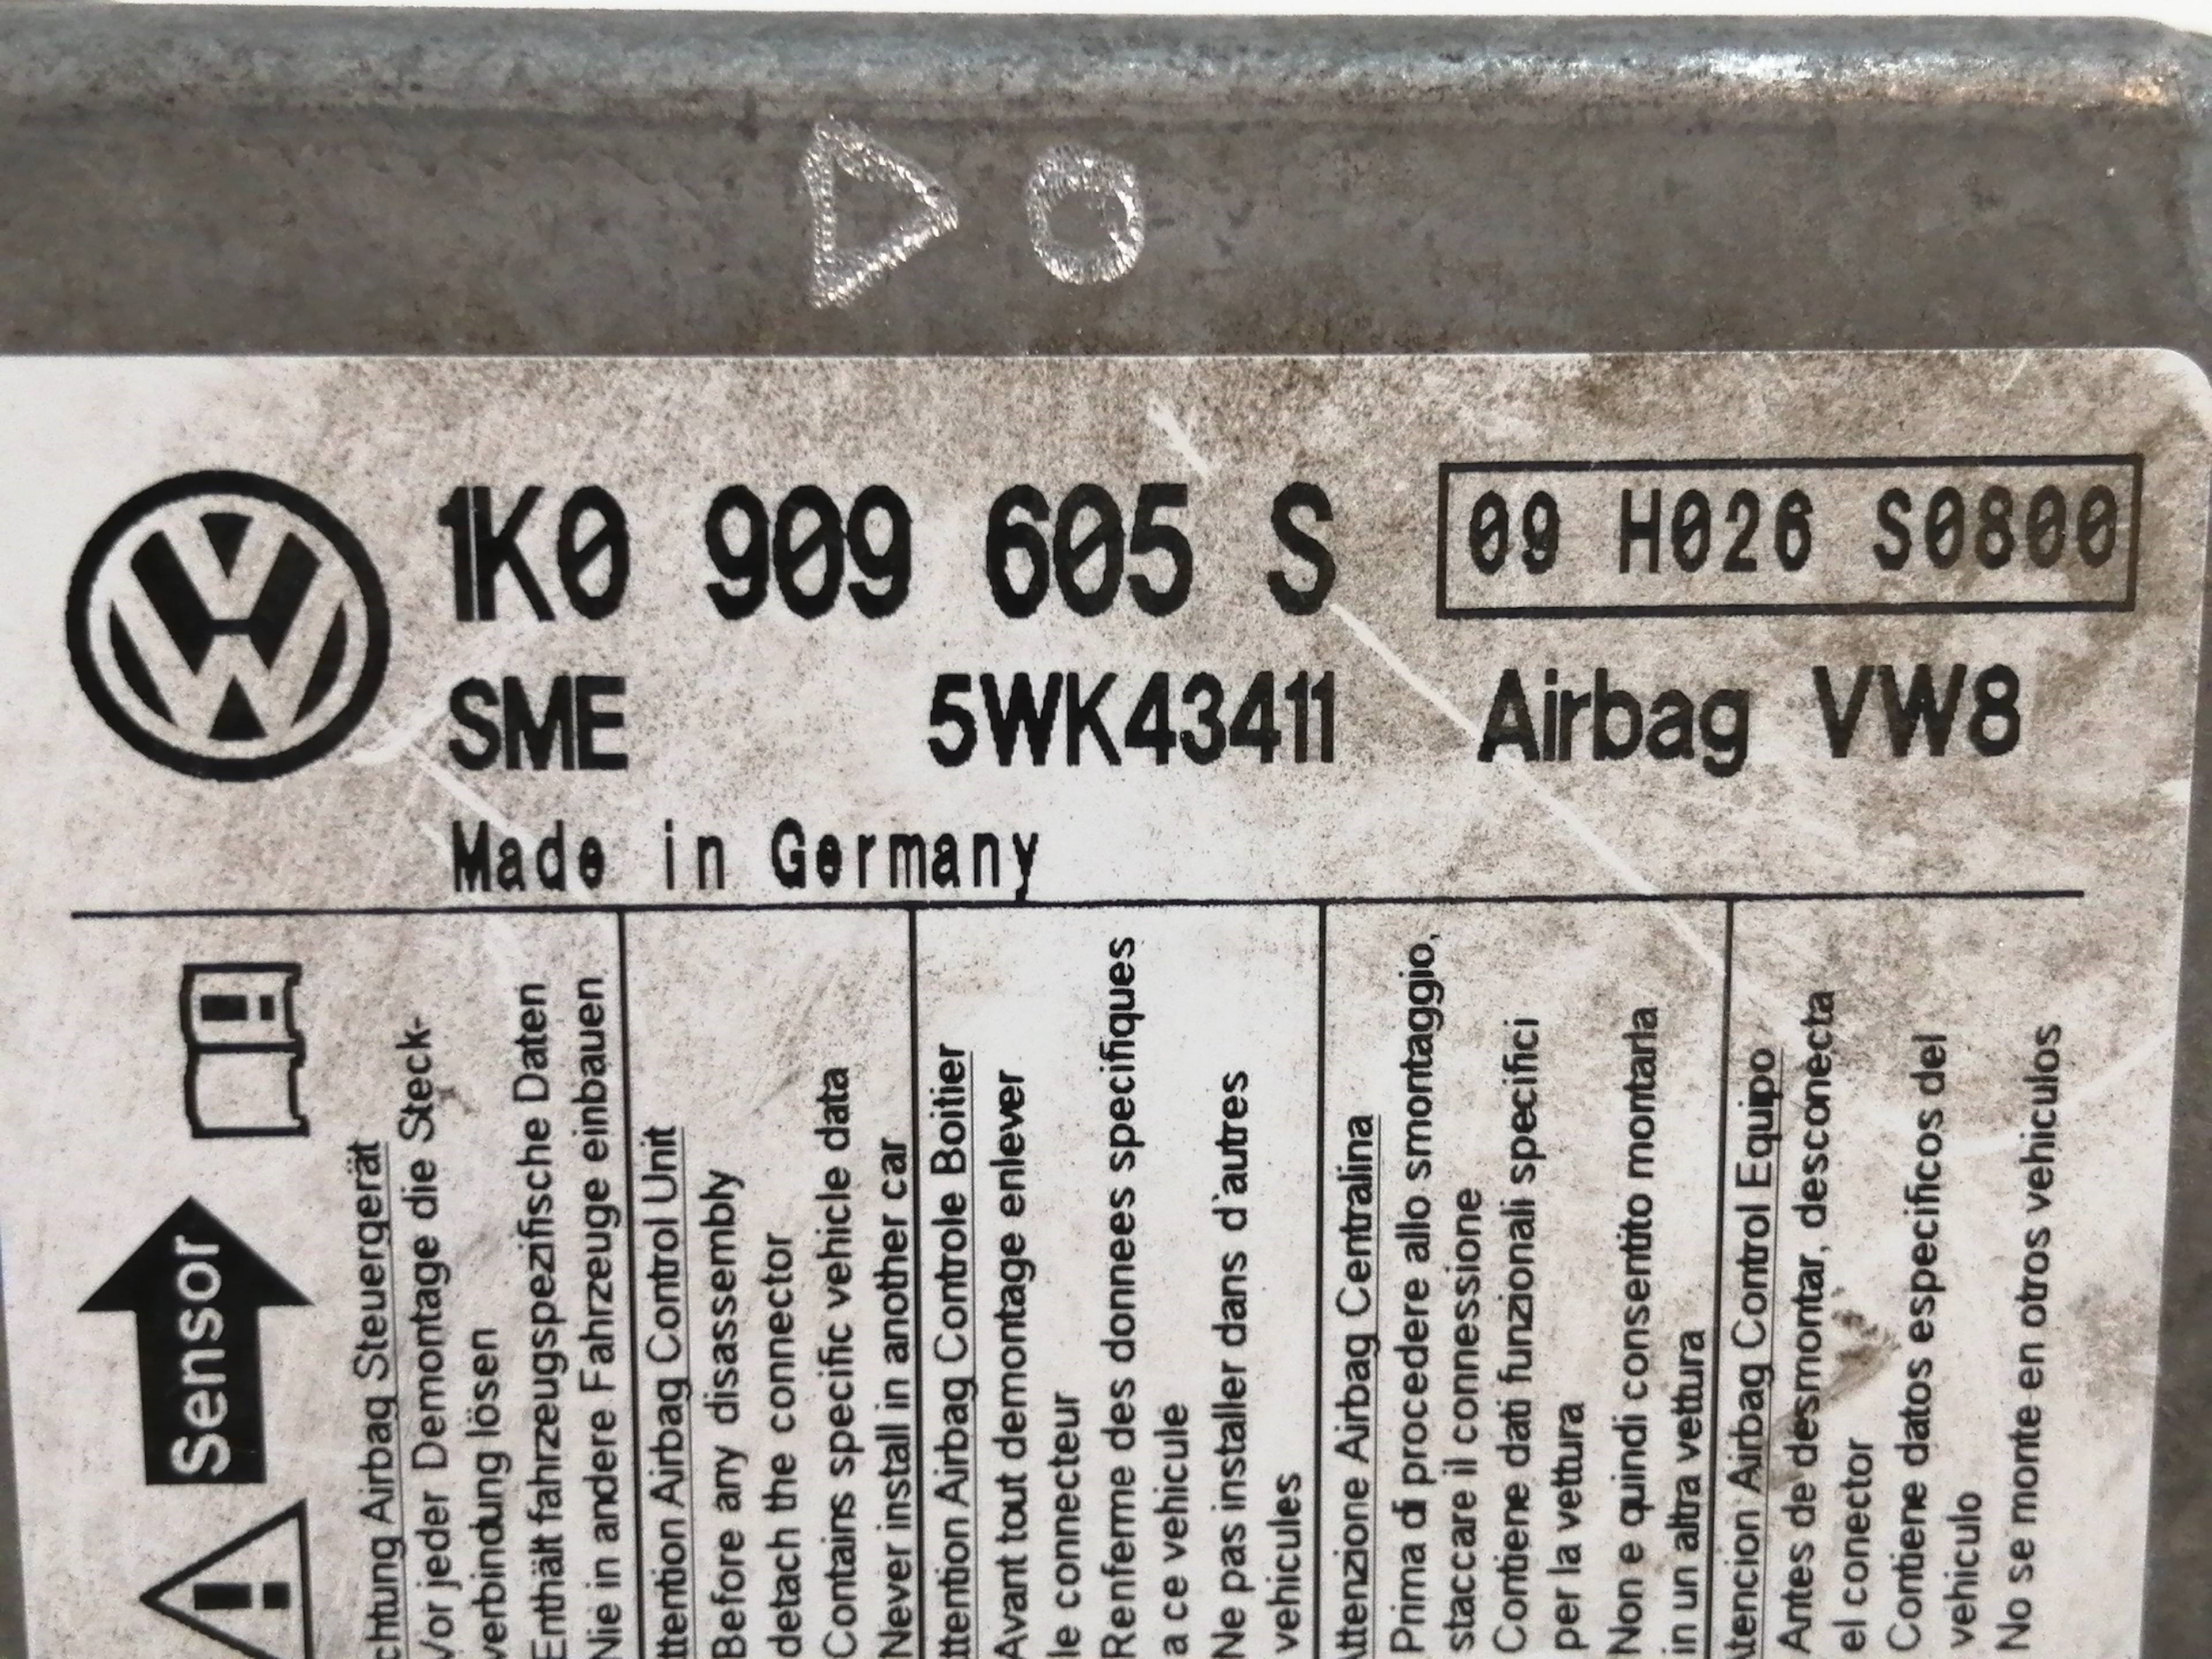 1K0 909 605 S
09 H026 S0800
SME 5WK43411 Airbag VW8
Made in Germany
Sensor
chtung Airbag Steuergerät
Vor jeder Demontage die Steck-
verbindung lösen
Enthält fahrzeugspezifische Daten
Nie in andere Fahrzeuge einbauen
ttention Airbag Control Unit
Before any disassembly
detach the connector
Contains specific vehicle data
Never install in another car
ttention Airbag Controle Boitier
Avant tout demontage enlever
le connecteur
Renferme des donnees specifiques
a ce vehicule
Ne pas installer dans d'autres
vehicules
ttenzione Airbag Centralina
Prima di procedere allo smontaggio,
staccare il connessione
Contiene dati funzionali specifici
per la vettura
Non e quindi consentito montarla
in un altra vettura
tencion Airbag Control Equipo
Antes de desmontar, desconecta
el conector
Contiene datos especificos del
vehiculo
No se monte en otros vehiculos